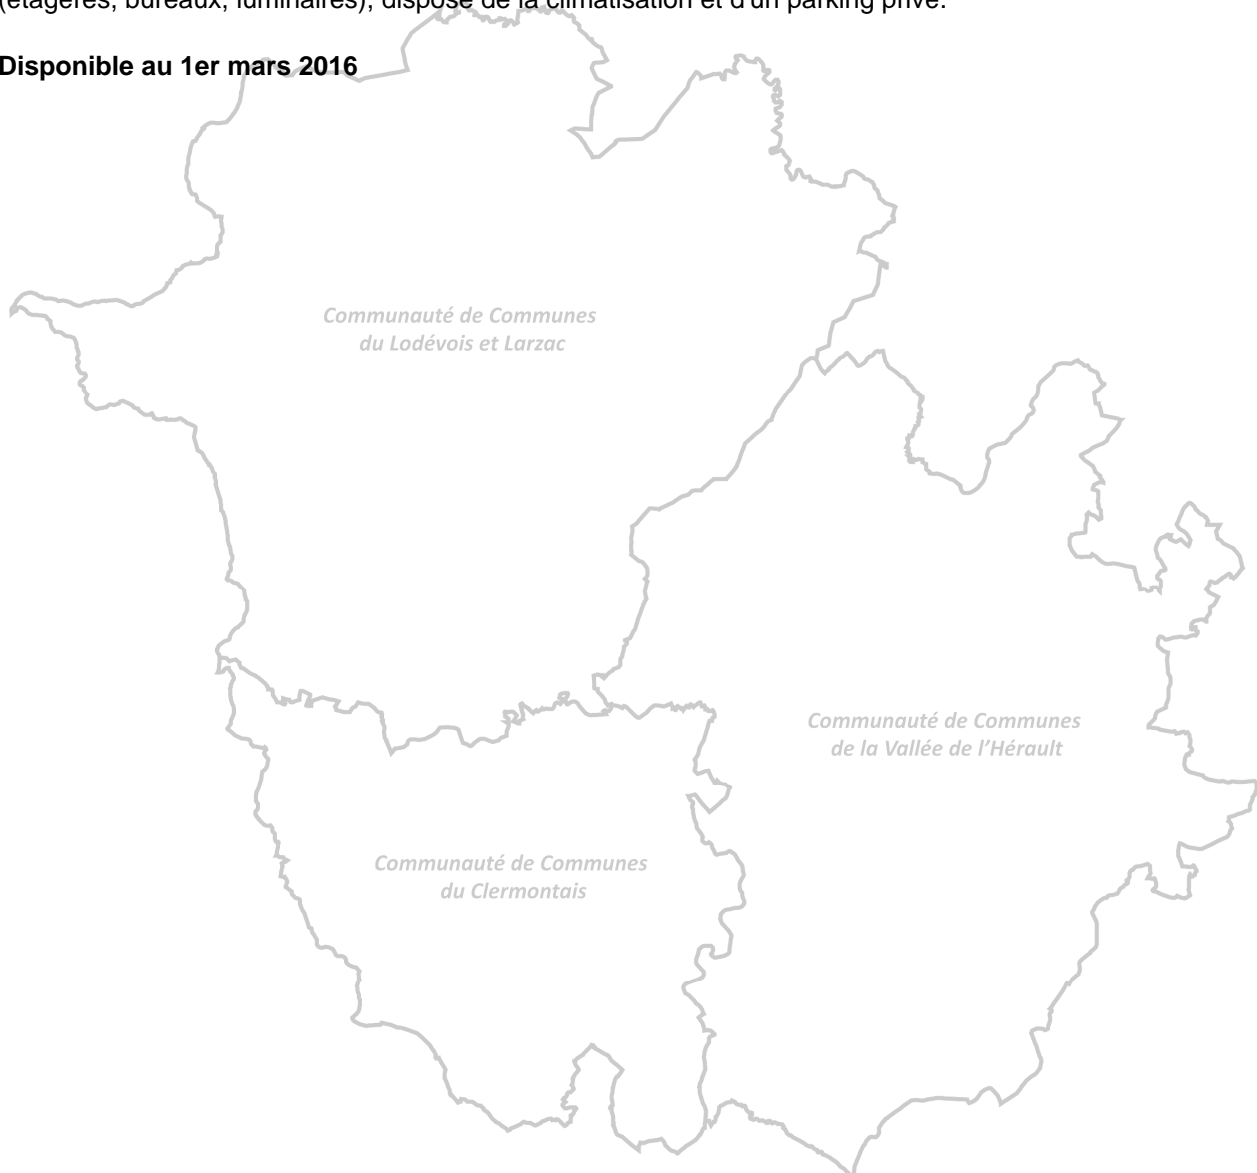 (étagères, bureaux, luminaires), dispose de la climatisation et d'un parking privé.
Disponible au 1er mars 2016
Communauté de Communes
du Lodévois et Larzac
Communauté de Communes
de la Vallée de l'Hérault
Communauté de Communes
du Clermontais